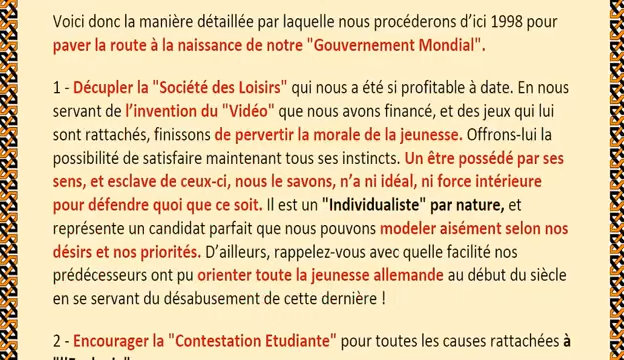 Voici donc la manière détaillée par laquelle nous procéderons d’ici 1998 pour
paver la route à la naissance de notre "Gouvernement Mondial".
1 - Décupler la "Société des Loisirs" qui nous a été si profitable à date. En nous
servant de l’invention du "Vidéo" que nous avons financé, et des jeux qui lui
sont rattachés, finissons de pervertir la morale de la jeunesse. Offrons-lui la
possibilité de satisfaire maintenant tous ses instincts. Un être possédé par ses
sens, et esclave de ceux-ci, nous le savons, n’a ni idéal, ni force intérieure
pour défendre quoi que ce soit. Il est un "Individualiste" par nature, et
représente un candidat parfait que nous pouvons modeler aisément selon nos
désirs et nos priorités. D’ailleurs, rappelez-vous avec quelle facilité nos
prédécesseurs ont pu orienter toute la jeunesse allemande au début du siècle
en se servant du désabusement de cette dernière !
2 - Encourager la "Contestation Etudiante" pour toutes les causes rattachées à